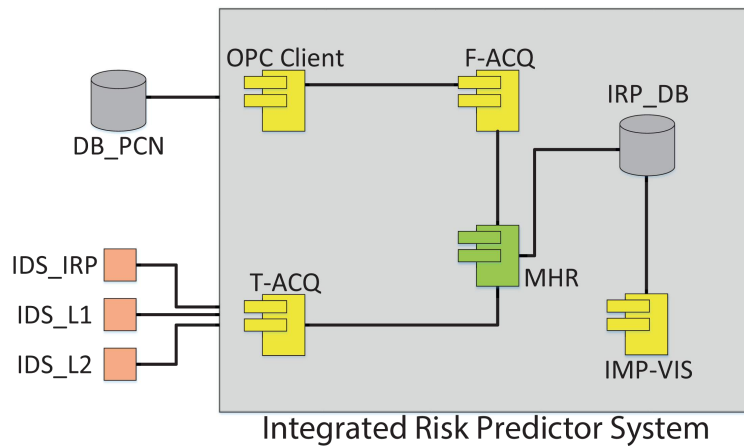 OPC Client
F-ACQ
IRP_DB
DB_PCN
IDS_IRP
T-ACQ
MHR
IDS_L1
IDS_L2
IMP-VIS
Integrated Risk Predictor System